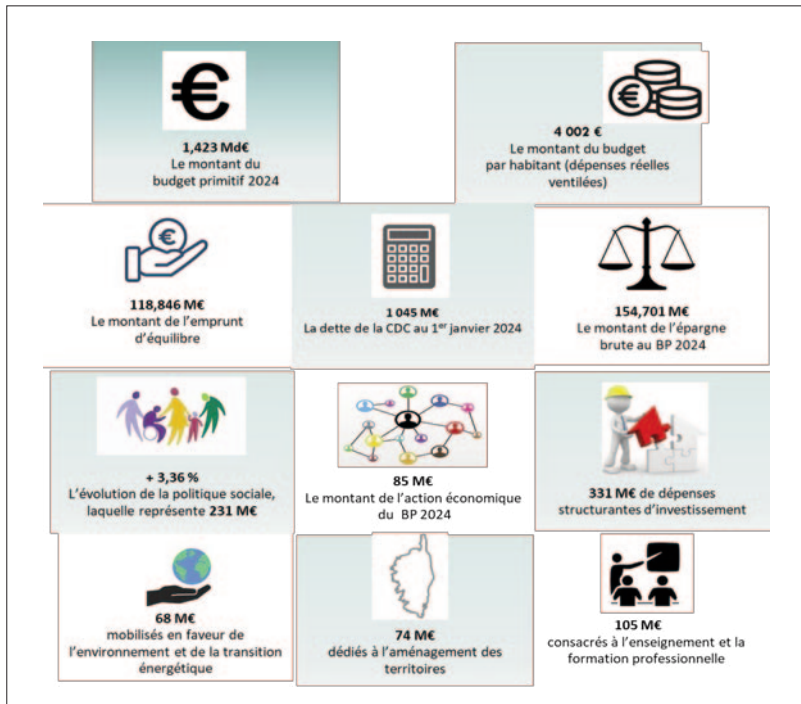 1,423 Md€
Le montant du
budget primitif 2024
4 002 €
Le montant du budget
par habitant (dépenses réelles
ventilées)
118,846 M€
Le montant de l'emprunt
d'équilibre
1 045 M€
La dette de la CDC au 1er janvier 2024
154,701 M€
Le montant de l'épargne
brute au BP 2024
+ 3,36 %
L'évolution de la politique sociale,
laquelle représente 231 M€
85 M€
Le montant de l'action économique
du BP 2024
331 M€ de dépenses
structurantes d'investissement
68 M€
mobilisés en faveur de
l'environnement et de la transition
énergétique
74 M€
dédiés à l'aménagement des
territoires
105 M€
consacrés à l'enseignement et la
formation professionnelle